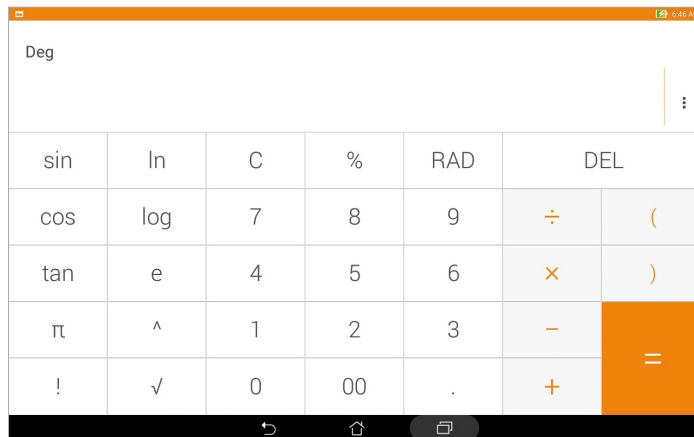 6:46 A
Deg
sin ln C % RAD DEL
cos log 7 8 9 ÷ (
tan e 4 5 6 × )
π ^ 1 2 3 −
=
! √ 0 00 . +